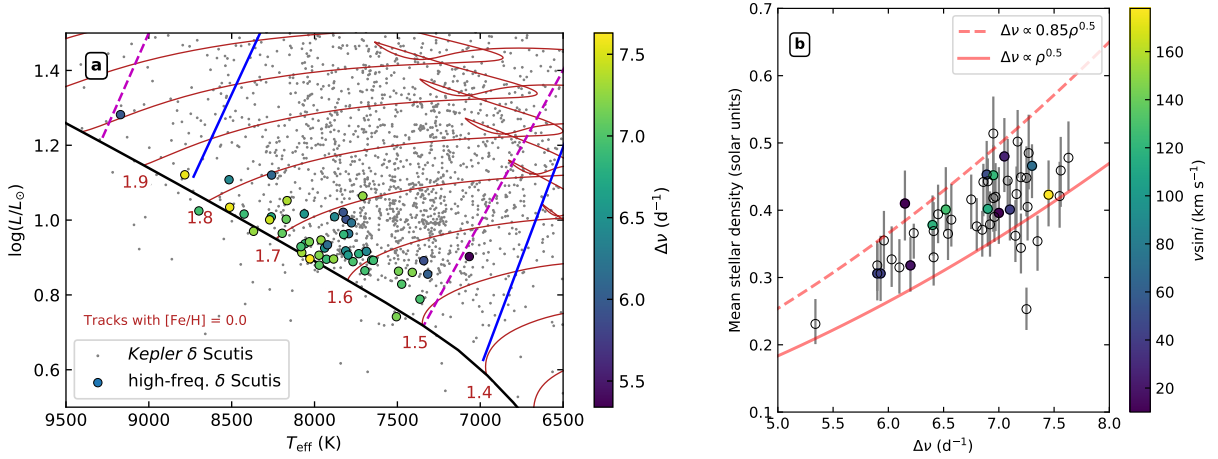 a
1.4
1.2
1.0
0.8
0.6
log(L/L⊙)
9500 9000 8500 8000 7500 7000 6500
Teff (K)
1.9
1.8
1.7
1.6
1.5
1.4
Tracks with [Fe/H] = 0.0
Kepler δ Scutis
high-freq. δ Scutis
7.5
7.0
6.5
6.0
5.5
Δν (d⁻¹)
b
0.7
0.6
0.5
0.4
0.3
0.2
0.1
Mean stellar density (solar units)
5.0 5.5 6.0 6.5 7.0 7.5 8.0
Δν (d⁻¹)
Δν ∝ 0.85ρ^0.5
Δν ∝ ρ^0.5
160
140
120
100
80
60
40
20
vsini (km s⁻¹)